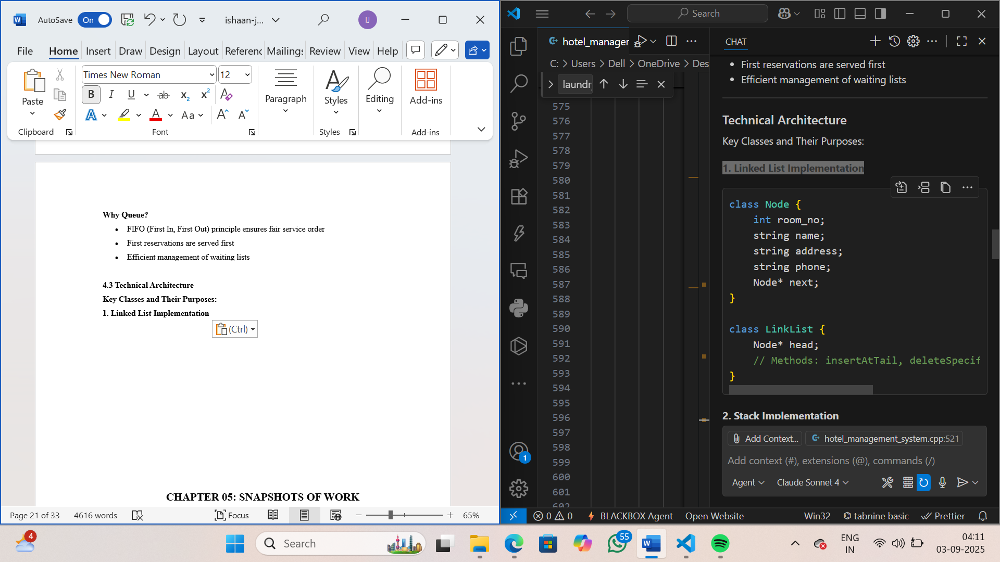 AutoSave
On
ishaan-j...
IJ
File
Home
Insert
Draw
Design
Layout
Referenc
Mailings
Review
View
Help
Paste
Clipboard
Times New Roman
12
B I U ab x2 x2 A
A A Aa A A
Font
Paragraph
Styles
Styles
Editing
Add-ins
Add-ins
Why Queue?
• FIFO (First In, First Out) principle ensures fair service order
• First reservations are served first
• Efficient management of waiting lists
4.3 Technical Architecture
Key Classes and Their Purposes:
1. Linked List Implementation
(Ctrl)
CHAPTER 05: SNAPSHOTS OF WORK
Page 21 of 33
4616 words
Focus
65%
Search
hotel_manager
C: > Users > Dell > OneDrive > Des
laundr
575
576
577
578
579
580
581
582
583
584
585
586
587
588
589
590
591
592
593
594
595
596
597
598
599
600
601
602
1
CHAT
• First reservations are served first
• Efficient management of waiting lists
Technical Architecture
Key Classes and Their Purposes:
1. Linked List Implementation
class Node {
int room_no;
string name;
string address;
string phone;
Node* next;
}
class LinkList {
Node* head;
// Methods: insertAtTail, deleteSpecif
}
2. Stack Implementation
Add Context...
hotel_management_system.cpp:521
Add context (#), extensions (@), commands (/)
Agent
Claude Sonnet 4
0
0
BLACKBOX Agent
Open Website
Win32
tabnine basic
Prettier
4
Search
55
ENG
IN
04:11
03-09-2025